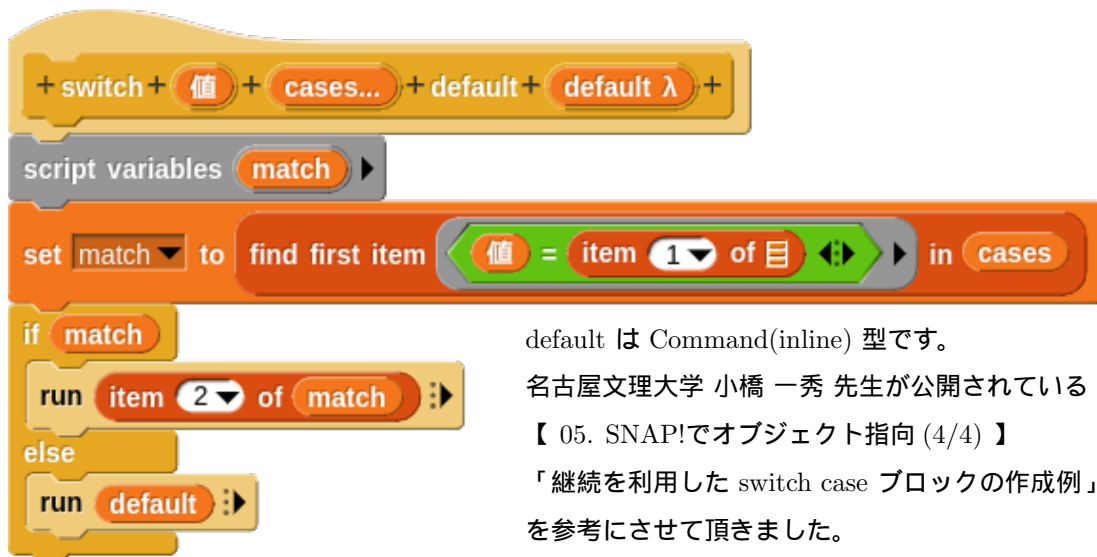 + switch + 値 + cases... + default + default λ +
script variables match
set match to find first item 値 = item 1 of in cases
if match
run item 2 of match
else
run default
default は Command(inline) 型です。
名古屋文理大学 小橋 一秀 先生が公開されている
【 05. SNAP!でオブジェクト指向 (4/4) 】
「継続を利用した switch case ブロックの作成例」
を参考にさせて頂きました。